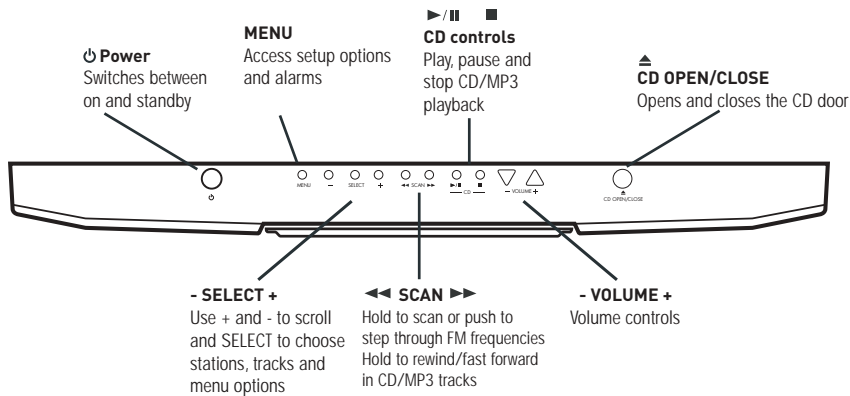 ⏻ Power
Switches between
on and standby
MENU
Access setup options
and alarms
►/II ■
CD controls
Play, pause and
stop CD/MP3
playback
⏏
CD OPEN/CLOSE
Opens and closes the CD door
MENU − SELECT + ◄◄ SCAN ►► ►/II ■ − VOLUME +
CD
⏻
⏏
CD OPEN/CLOSE
- SELECT +
Use + and - to scroll
and SELECT to choose
stations, tracks and
menu options
◄◄ SCAN ►►
Hold to scan or push to
step through FM frequencies
Hold to rewind/fast forward
in CD/MP3 tracks
- VOLUME +
Volume controls